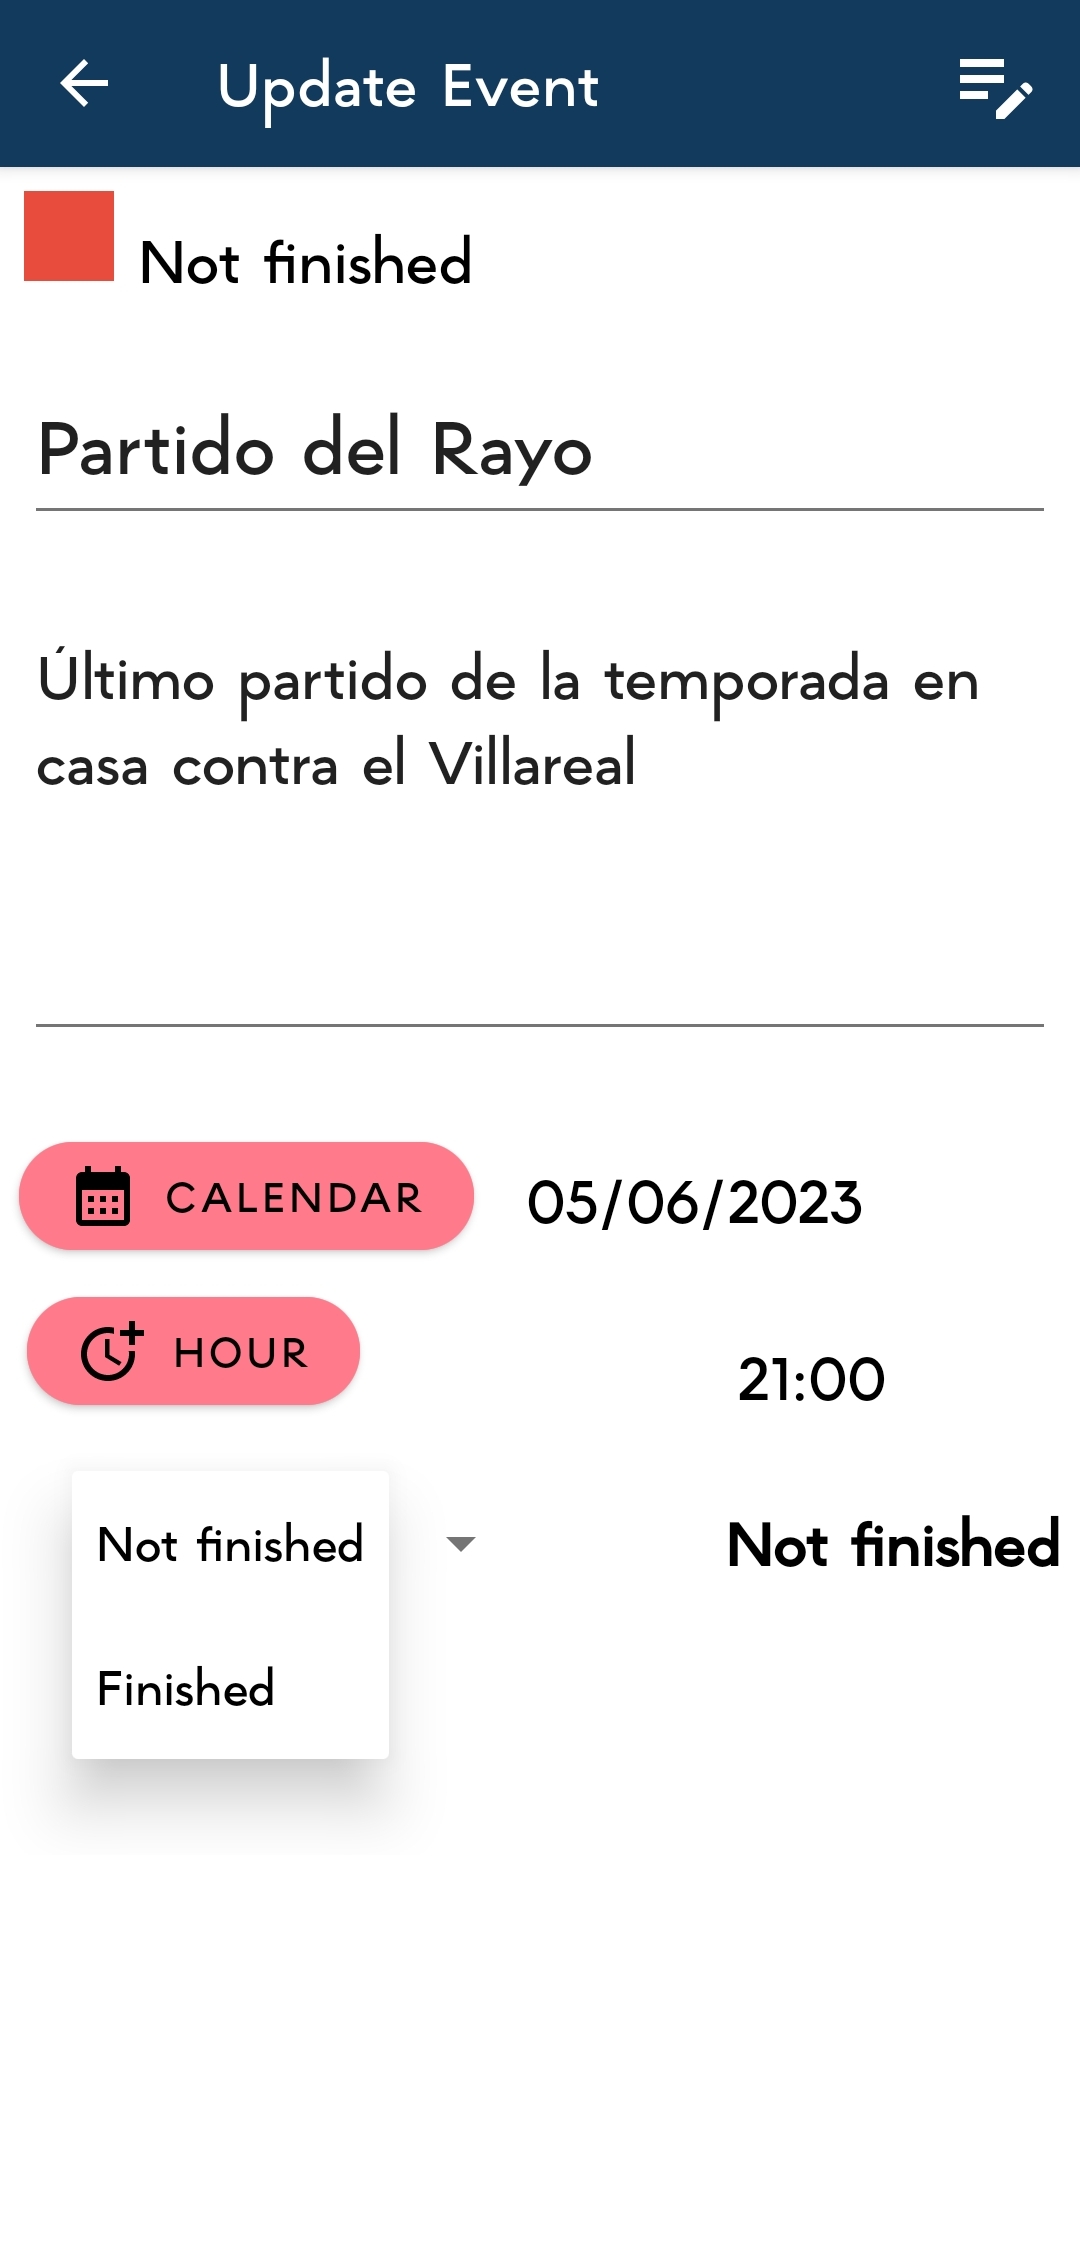 Update Event
Not finished
Partido del Rayo
Último partido de la temporada en
casa contra el Villareal
CALENDAR 05/06/2023
HOUR 21:00
Not finished Not finished
Finished